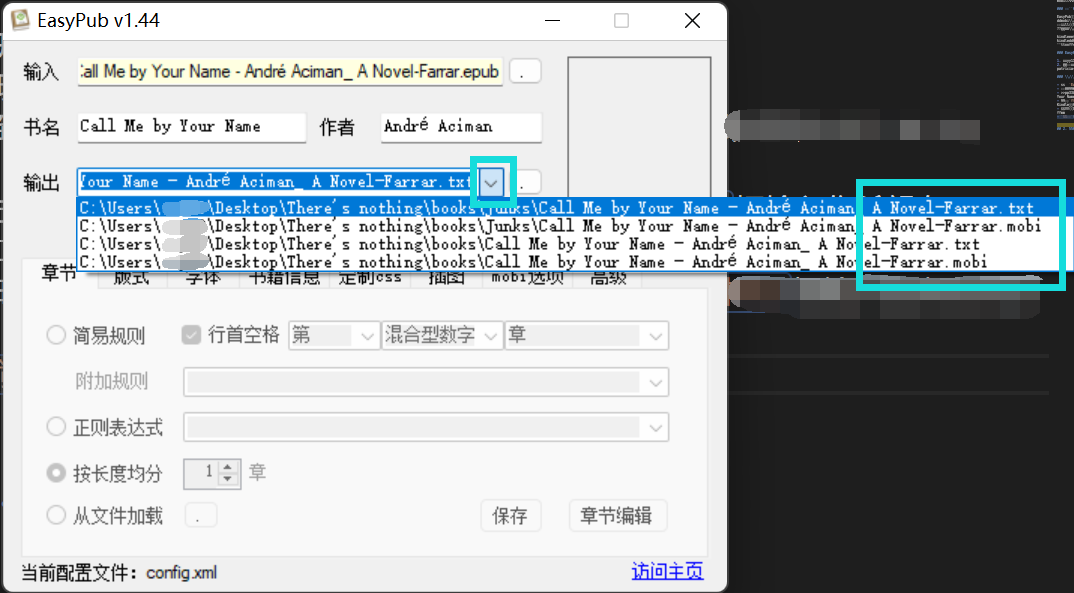 EasyPub v1.44
输入 Call Me by Your Name - André Aciman_ A Novel-Farrar.epub .
书名 Call Me by Your Name 作者 André Aciman
输出 Your Name - André Aciman_ A Novel-Farrar.txt .
C:\Users\ \Desktop\There's nothing\books\Junks\Call Me by Your Name - André Aciman_ A Novel-Farrar.txt
C:\Users\ \Desktop\There's nothing\books\Junks\Call Me by Your Name - André Aciman_ A Novel-Farrar.mobi
C:\Users\ \Desktop\There's nothing\books\Call Me by Your Name - André Aciman_ A Novel-Farrar.txt
C:\Users\ \Desktop\There's nothing\books\Call Me by Your Name - André Aciman_ A Novel-Farrar.mobi
章节 版式 字体 书籍信息 定制css 插图 mobi选项 高级
简易规则 行首空格 第 混合型数字 章
附加规则
正则表达式
按长度均分 1 章
从文件加载 . 保存 章节编辑
当前配置文件： config.xml 访问主页